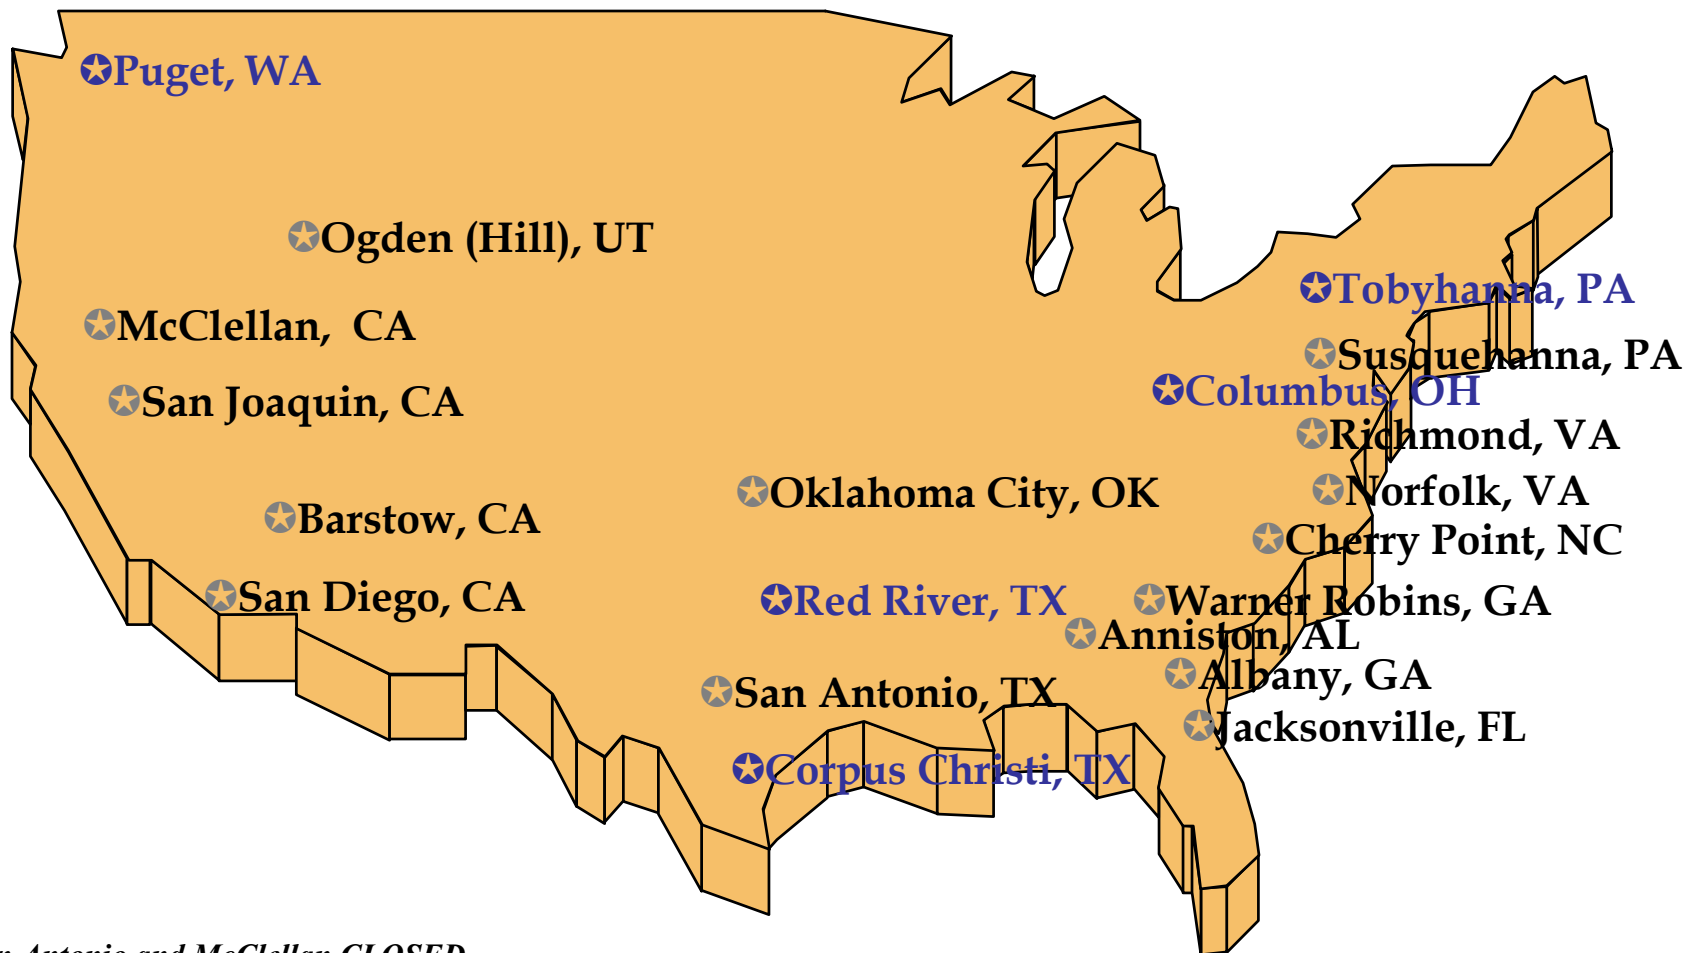 Puget, WA
Ogden (Hill), UT
Tobyhanna, PA
McClellan, CA
Susquehanna, PA
Columbus, OH
San Joaquin, CA
Richmond, VA
Norfolk, VA
Oklahoma City, OK
Barstow, CA
Cherry Point, NC
San Diego, CA
Red River, TX
Warner Robins, GA
Anniston, AL
Albany, GA
San Antonio, TX
Jacksonville, FL
Corpus Christi, TX
Antonio and McClellan CLOSED